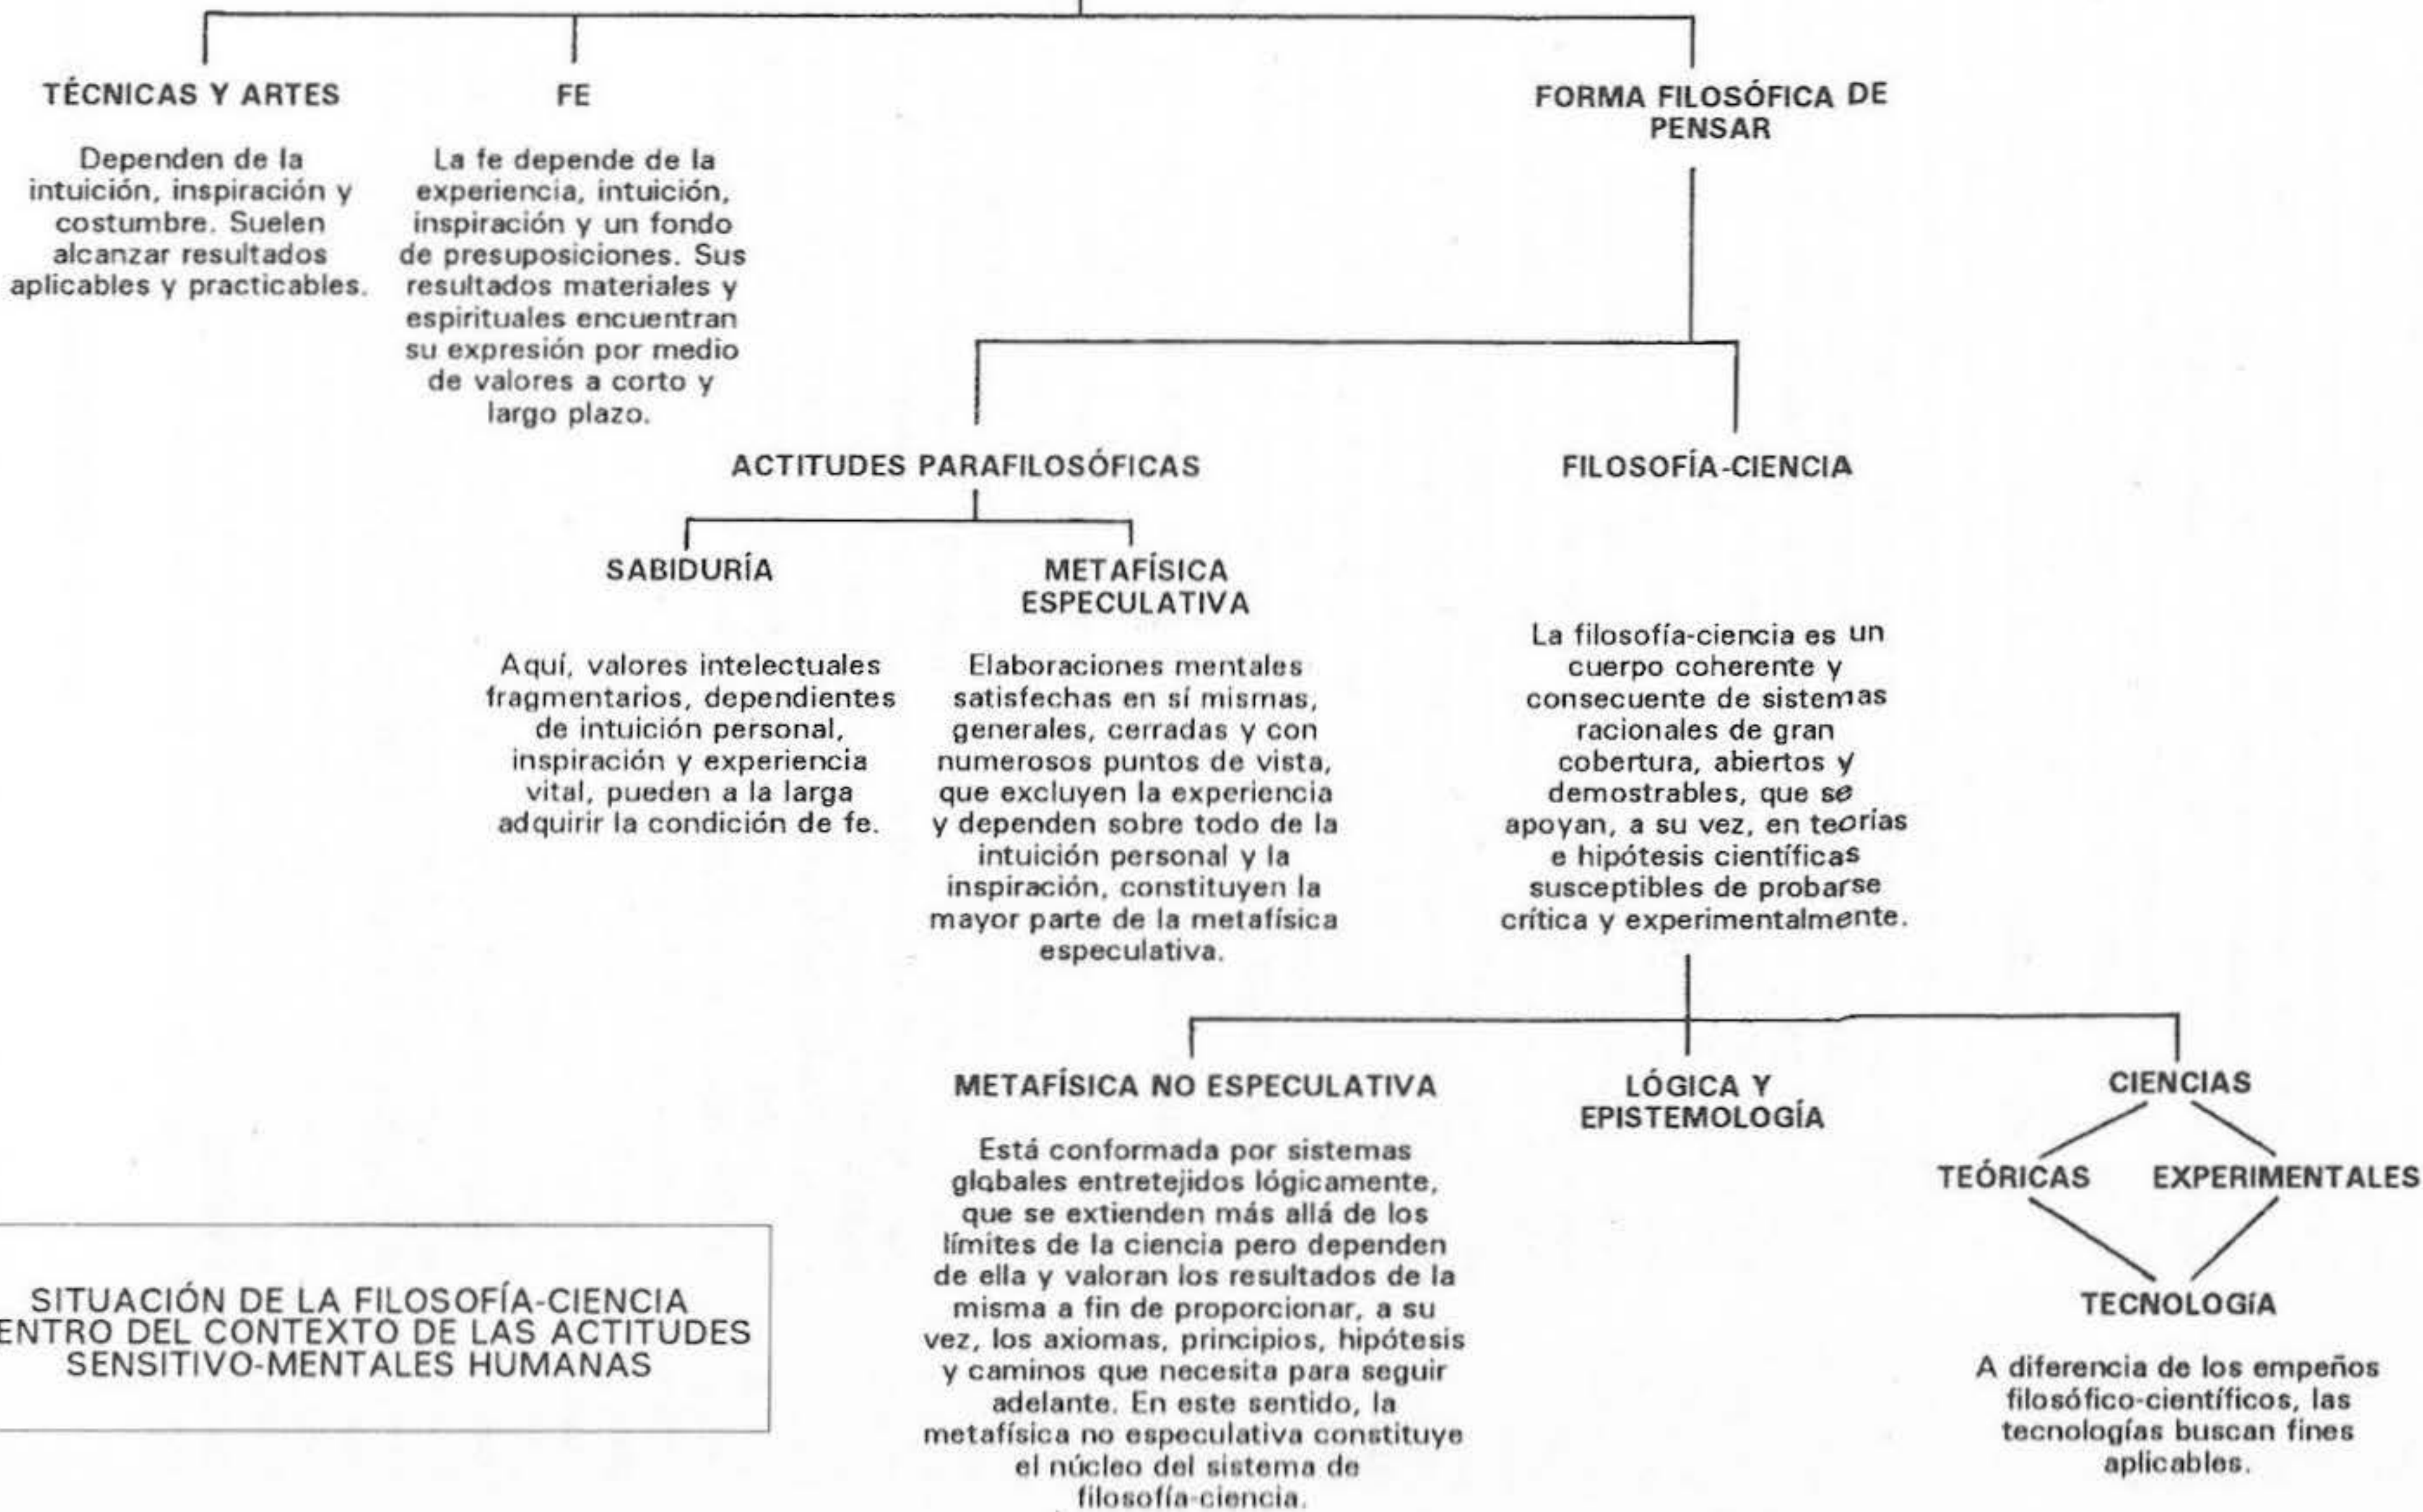 TÉCNICAS Y ARTES
Dependen de la
intuición, inspiración y
costumbre. Suelen
alcanzar resultados
aplicables y practicables.
FE
La fe depende de la
experiencia, intuición,
inspiración y un fondo
de presuposiciones. Sus
resultados materiales y
espirituales encuentran
su expresión por medio
de valores a corto y
largo plazo.
FORMA FILOSÓFICA DE
PENSAR
ACTITUDES PARAFILOSÓFICAS
SABIDURÍA
Aquí, valores intelectuales
fragmentarios, dependientes
de intuición personal,
inspiración y experiencia
vital, pueden a la larga
adquirir la condición de fe.
METAFÍSICA
ESPECULATIVA
Elaboraciones mentales
satisfechas en sí mismas,
generales, cerradas y con
numerosos puntos de vista,
que excluyen la experiencia
y dependen sobre todo de la
intuición personal y la
inspiración, constituyen la
mayor parte de la metafísica
especulativa.
FILOSOFÍA-CIENCIA
La filosofía-ciencia es un
cuerpo coherente y
consecuente de sistemas
racionales de gran
cobertura, abiertos y
demostrables, que se
apoyan, a su vez, en teorías
e hipótesis científicas
susceptibles de probarse
crítica y experimentalmente.
METAFÍSICA NO ESPECULATIVA
Está conformada por sistemas
globales entretejidos lógicamente,
que se extienden más allá de los
límites de la ciencia pero dependen
de ella y valoran los resultados de la
misma a fin de proporcionar, a su
vez, los axiomas, principios, hipótesis
y caminos que necesita para seguir
adelante. En este sentido, la
metafísica no especulativa constituye
el núcleo del sistema de
filosofía-ciencia.
LÓGICA Y
EPISTEMOLOGÍA
CIENCIAS
TEÓRICAS EXPERIMENTALES
TECNOLOGÍA
A diferencia de los empeños
filosófico-científicos, las
tecnologías buscan fines
aplicables.
SITUACIÓN DE LA FILOSOFÍA-CIENCIA
ENTRO DEL CONTEXTO DE LAS ACTITUDES
SENSITIVO-MENTALES HUMANAS